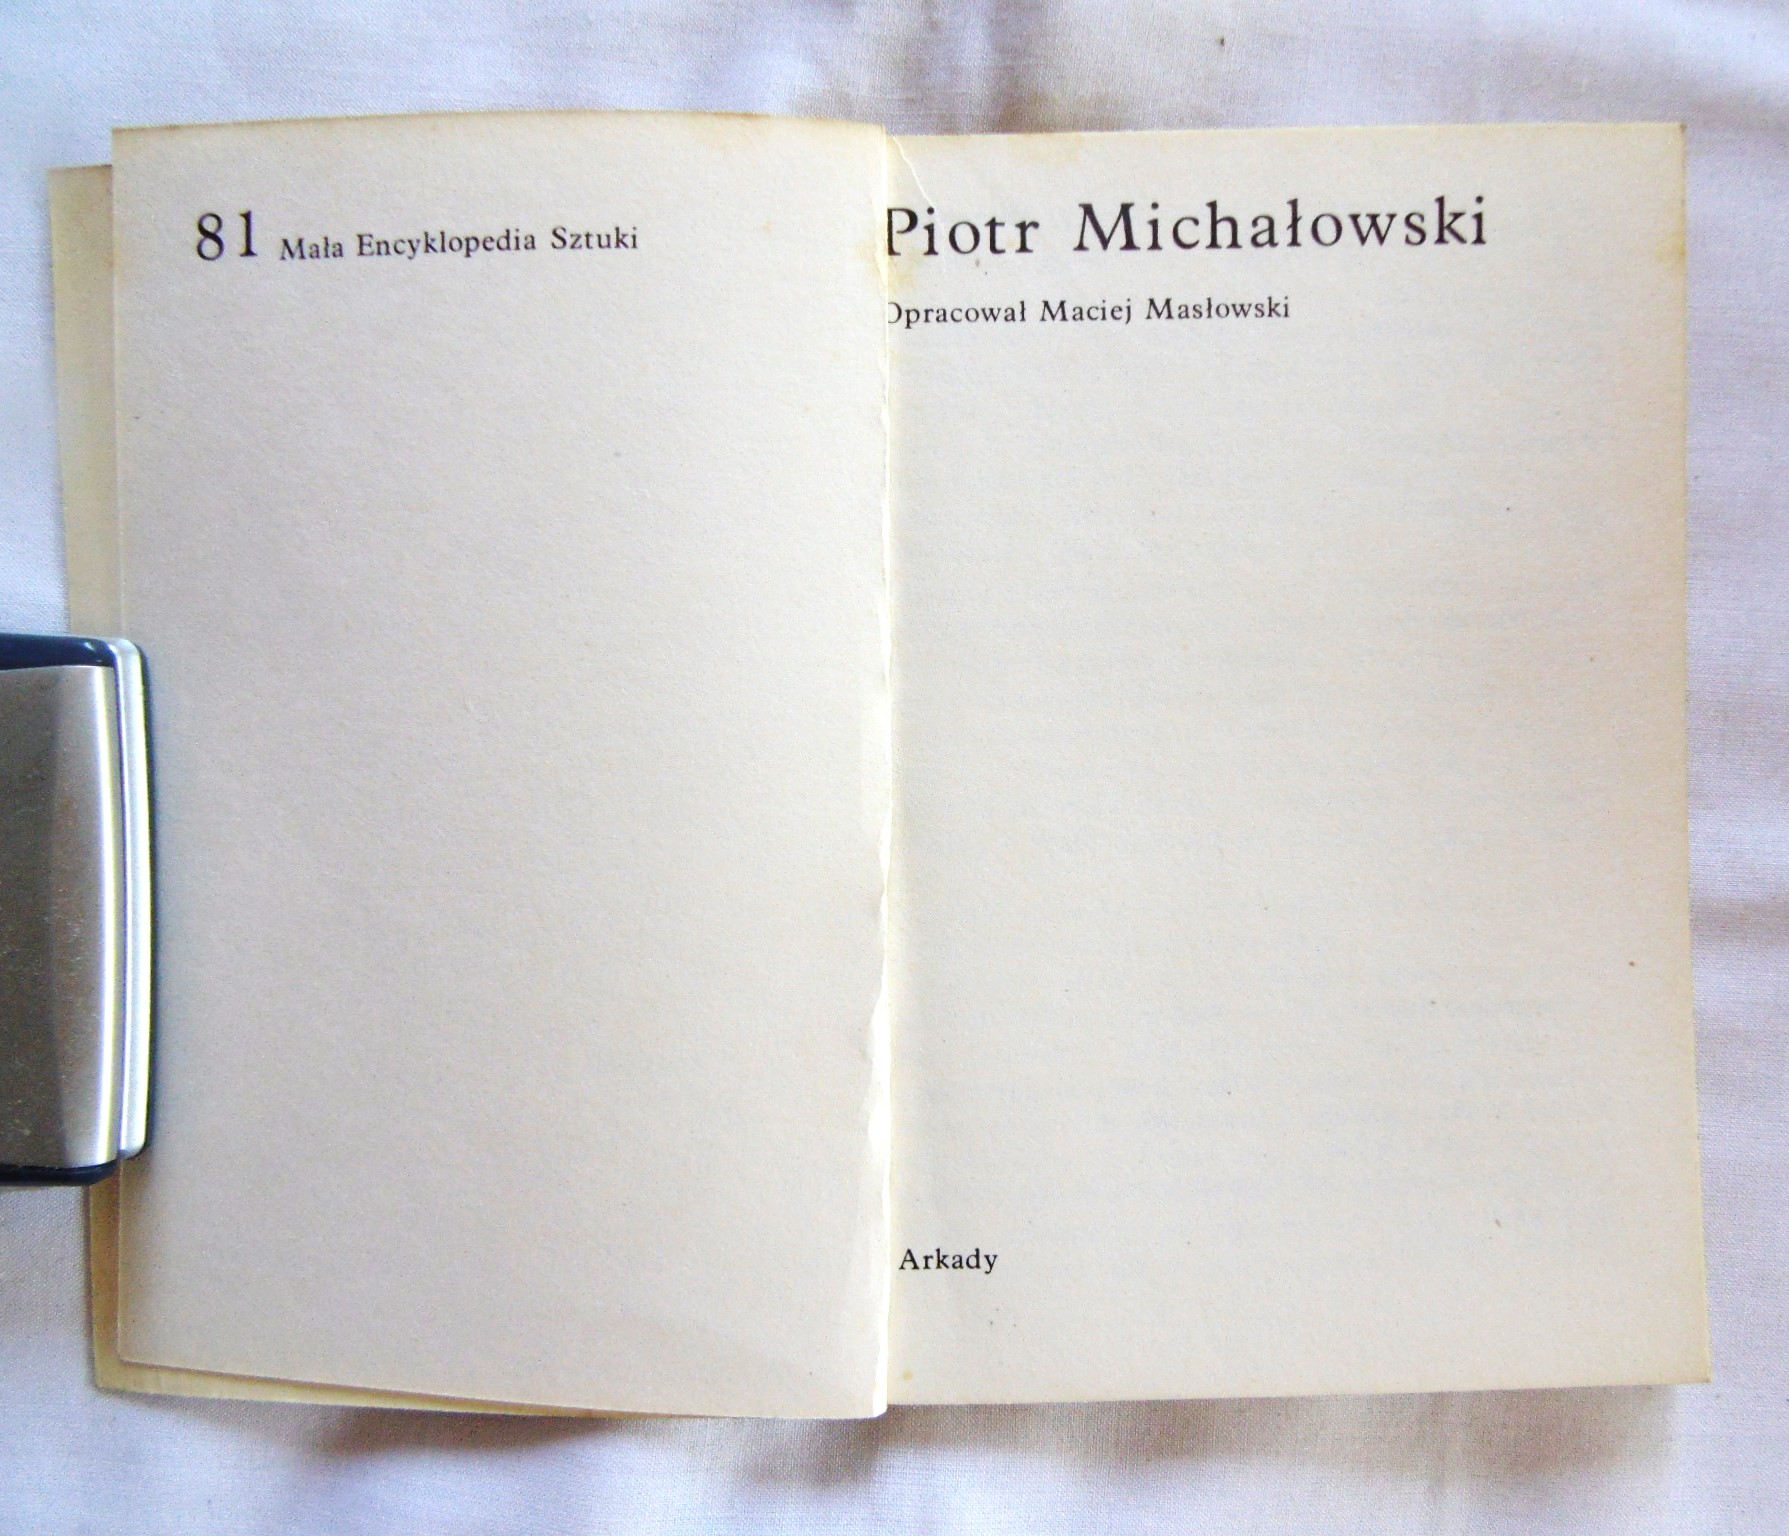 81 Mała Encyklopedia Sztuki
Piotr Michałowski
Opracował Maciej Masłowski
Arkady